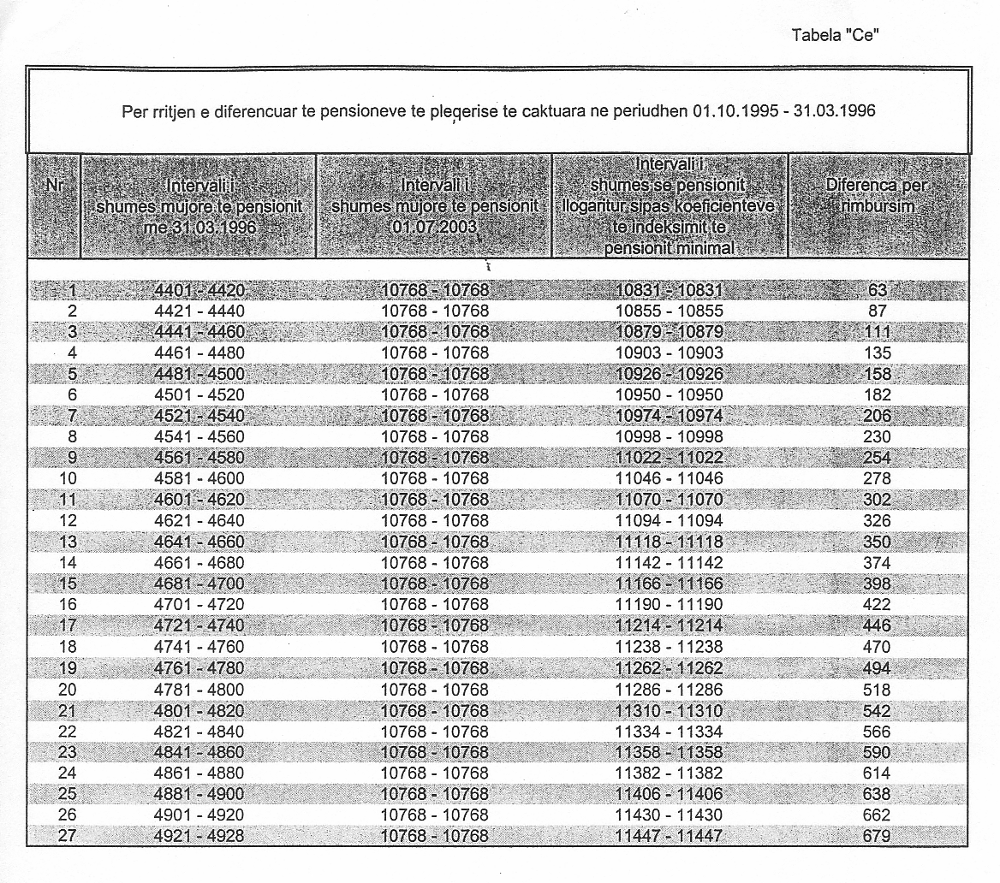 Tabela "Ce"
Per rritjen e diferencuar te pensioneve te pleqerise te caktuara ne periudhen 01.10.1995 - 31.03.1996
Nr
Intervali i
shumes mujore te pensionit
me 31.03.1996
Intervali i
shumes mujore te pensionit
01.07.2003
Intervali i
shumes se pensionit
llogaritur sipas koeficienteve
te indeksimit te
pensionit minimal
Diferenca per
rimbursim
1 4401 - 4420 10768 - 10768 10831 - 10831 63
2 4421 - 4440 10768 - 10768 10855 - 10855 87
3 4441 - 4460 10768 - 10768 10879 - 10879 111
4 4461 - 4480 10768 - 10768 10903 - 10903 135
5 4481 - 4500 10768 - 10768 10926 - 10926 158
6 4501 - 4520 10768 - 10768 10950 - 10950 182
7 4521 - 4540 10768 - 10768 10974 - 10974 206
8 4541 - 4560 10768 - 10768 10998 - 10998 230
9 4561 - 4580 10768 - 10768 11022 - 11022 254
10 4581 - 4600 10768 - 10768 11046 - 11046 278
11 4601 - 4620 10768 - 10768 11070 - 11070 302
12 4621 - 4640 10768 - 10768 11094 - 11094 326
13 4641 - 4660 10768 - 10768 11118 - 11118 350
14 4661 - 4680 10768 - 10768 11142 - 11142 374
15 4681 - 4700 10768 - 10768 11166 - 11166 398
16 4701 - 4720 10768 - 10768 11190 - 11190 422
17 4721 - 4740 10768 - 10768 11214 - 11214 446
18 4741 - 4760 10768 - 10768 11238 - 11238 470
19 4761 - 4780 10768 - 10768 11262 - 11262 494
20 4781 - 4800 10768 - 10768 11286 - 11286 518
21 4801 - 4820 10768 - 10768 11310 - 11310 542
22 4821 - 4840 10768 - 10768 11334 - 11334 566
23 4841 - 4860 10768 - 10768 11358 - 11358 590
24 4861 - 4880 10768 - 10768 11382 - 11382 614
25 4881 - 4900 10768 - 10768 11406 - 11406 638
26 4901 - 4920 10768 - 10768 11430 - 11430 662
27 4921 - 4928 10768 - 10768 11447 - 11447 679